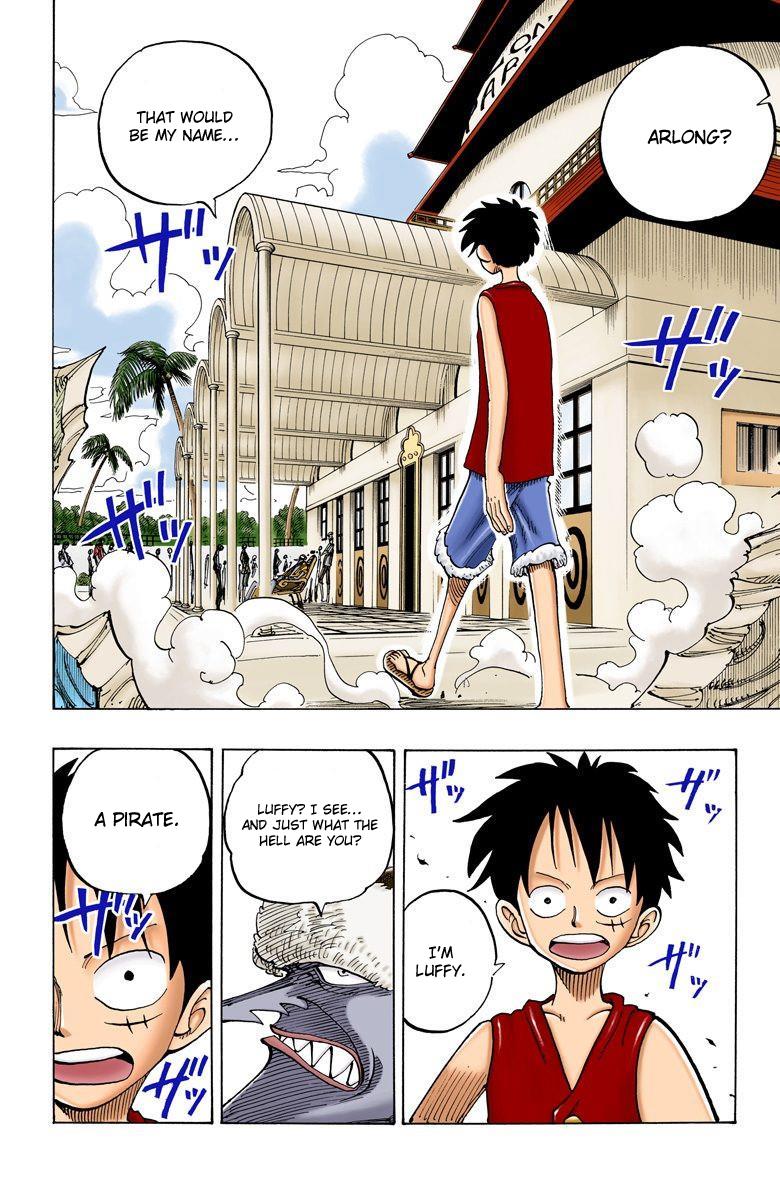 ARLONG?
THAT WOULD
BE MY NAME...
ザッ
ザッ
ザッ
I'M
LUFFY.
ザッ
ザッ
ザッ
LUFFY? I SEE...
AND JUST WHAT THE
HELL ARE YOU?
A PIRATE.
ザッ
ザッ